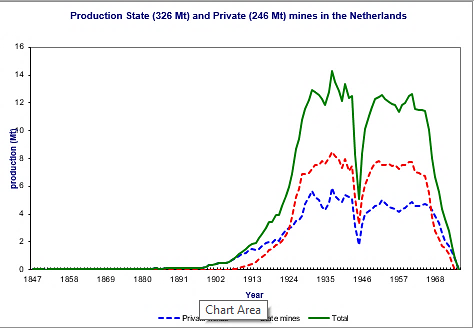 Production State (326 Mt) and Private (246 Mt) mines in the Netherlands
16
14
12
10
8
6
4
2
0
production (Mt)
1847 1858 1869 1880 1891 1902 1913 1924 1935 1946 1957 1968
Year
Chart Area
Private mines Total